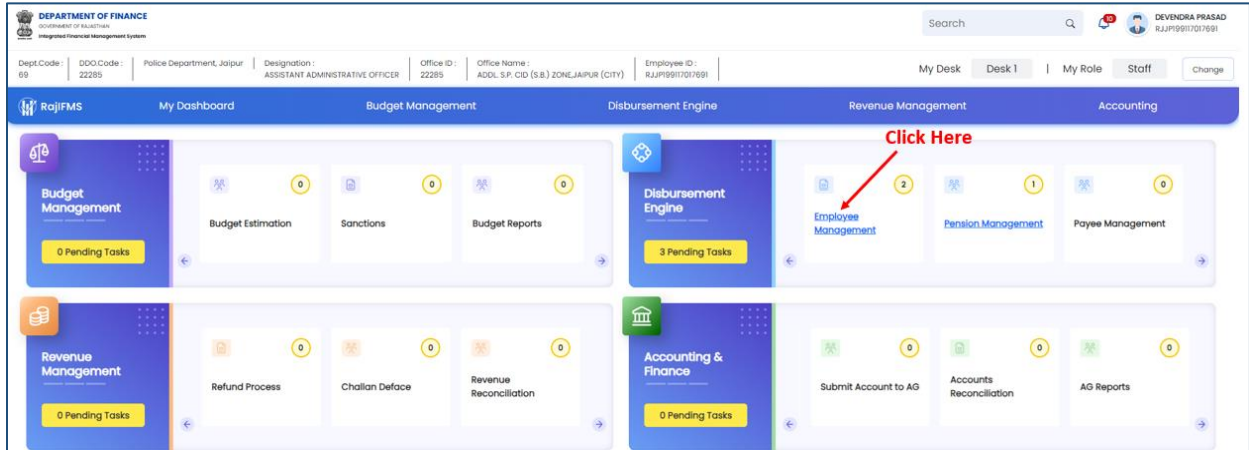 DEPARTMENT OF FINANCE
GOVERNMENT OF RAJASTHAN
Integrated Financial Management System
Search
10
DEVENDRA PRASAD
RJJP199117017691
Dept.Code :
69
DDO.Code :
22285
Police Department, Jaipur
Designation :
ASSISTANT ADMINISTRATIVE OFFICER
Office ID :
22285
Office Name :
ADDL. S.P. CID (S.B.) ZONE,JAIPUR (CITY)
Employee ID :
RJJP199117017691
My Desk Desk 1 | My Role Staff Change
RajIFMS My Dashboard Budget Management Disbursement Engine Revenue Management Accounting
Click Here
Budget
Management
0 Pending Tasks
0
Budget Estimation
0
Sanctions
0
Budget Reports
Disbursement
Engine
3 Pending Tasks
2
Employee
Management
1
Pension Management
0
Payee Management
Revenue
Management
0 Pending Tasks
0
Refund Process
0
Challan Deface
0
Revenue
Reconciliation
Accounting &
Finance
0 Pending Tasks
0
Submit Account to AG
0
Accounts
Reconciliation
0
AG Reports